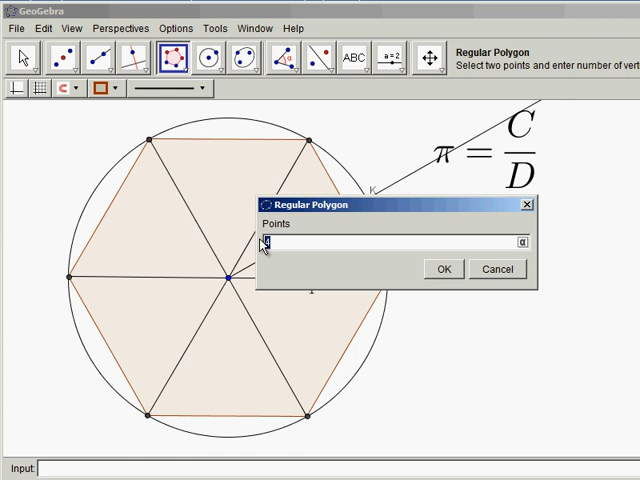 GeoGebra
File Edit View Perspectives Options Tools Window Help
ABC
a = 2
α
Regular Polygon
Select two points and enter number of vert
π = C/D
K
Regular Polygon
Points
4
α
OK Cancel
Input: